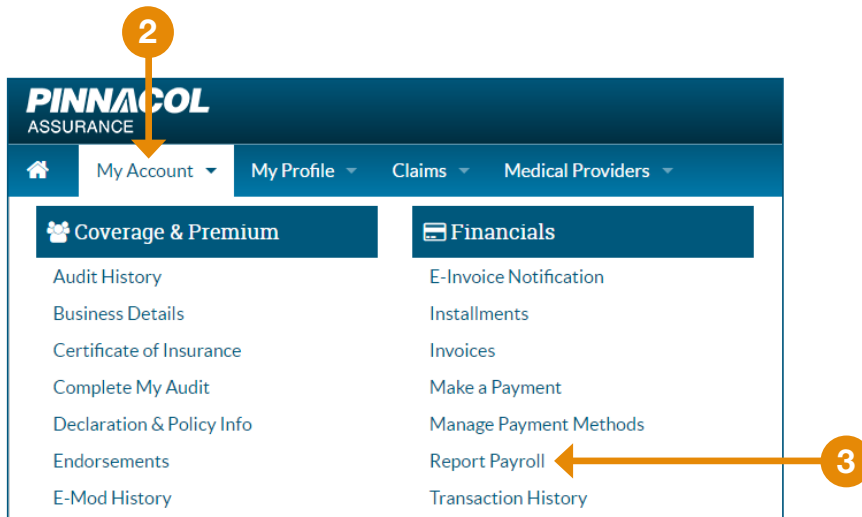 2
PINNACOL
ASSURANCE
My Account My Profile Claims Medical Providers
Coverage & Premium
Audit History
Business Details
Certificate of Insurance
Complete My Audit
Declaration & Policy Info
Endorsements
E-Mod History
Financials
E-Invoice Notification
Installments
Invoices
Make a Payment
Manage Payment Methods
Report Payroll
3
Transaction History